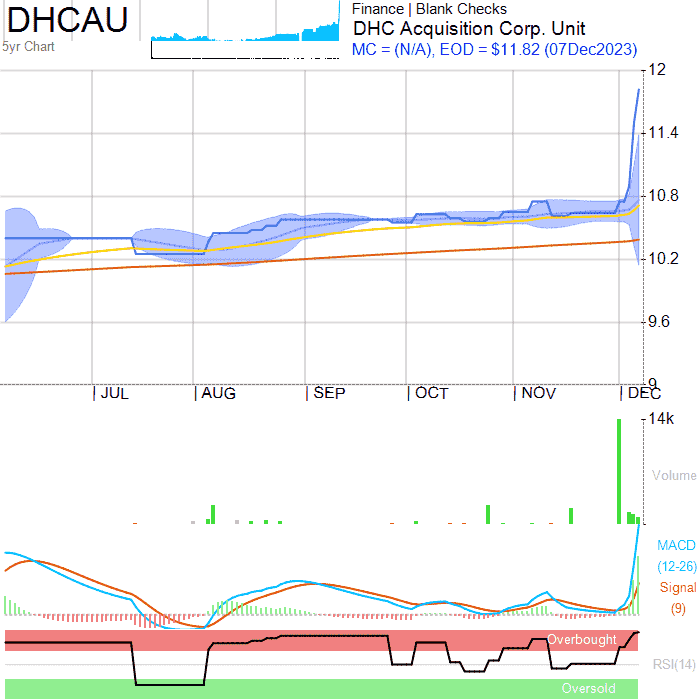 DHCAU
5yr Chart
Finance | Blank Checks
DHC Acquisition Corp. Unit
MC = (N/A), EOD = $11.82 (07Dec2023)
12
11.4
10.8
10.2
9.6
9
JUL AUG SEP OCT NOV DEC
14k
Volume
MACD
(12-26)
Signal
(9)
Overbought
RSI(14)
Oversold